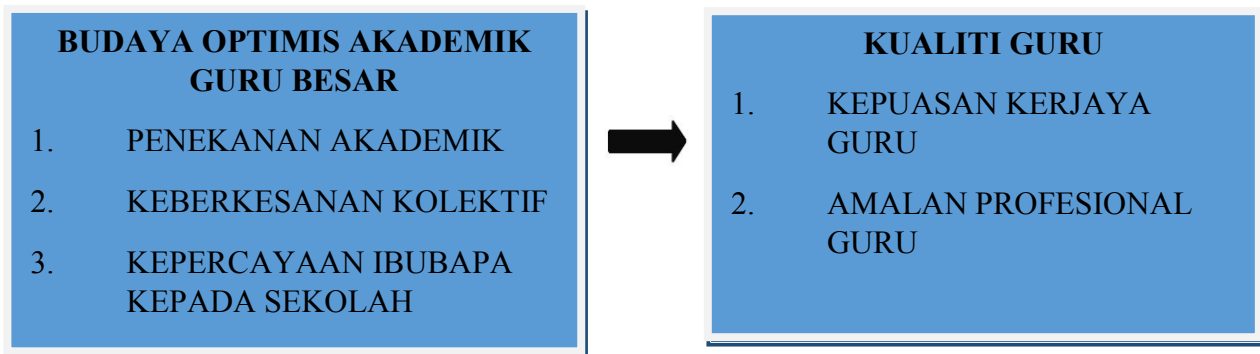 BUDAYA OPTIMIS AKADEMIK
GURU BESAR
1. PENEKANAN AKADEMIK
2. KEBERKESANAN KOLEKTIF
3. KEPERCAYAAN IBUBAPA
KEPADA SEKOLAH
KUALITI GURU
1. KEPUASAN KERJAYA
GURU
2. AMALAN PROFESIONAL
GURU